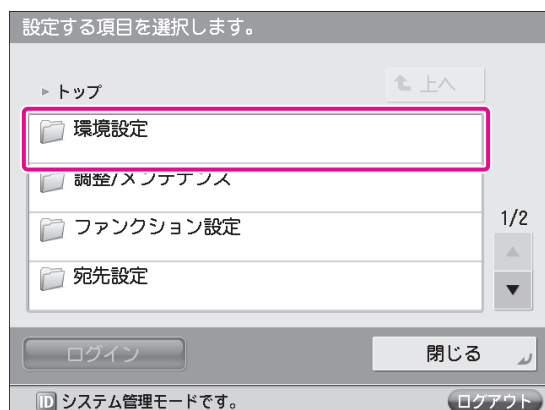 設定する項目を選択します。
トップ
上へ
環境設定
調整/メンテナンス
ファンクション設定
1/2
宛先設定
ログイン
閉じる
ID システム管理モードです。
ログアウト